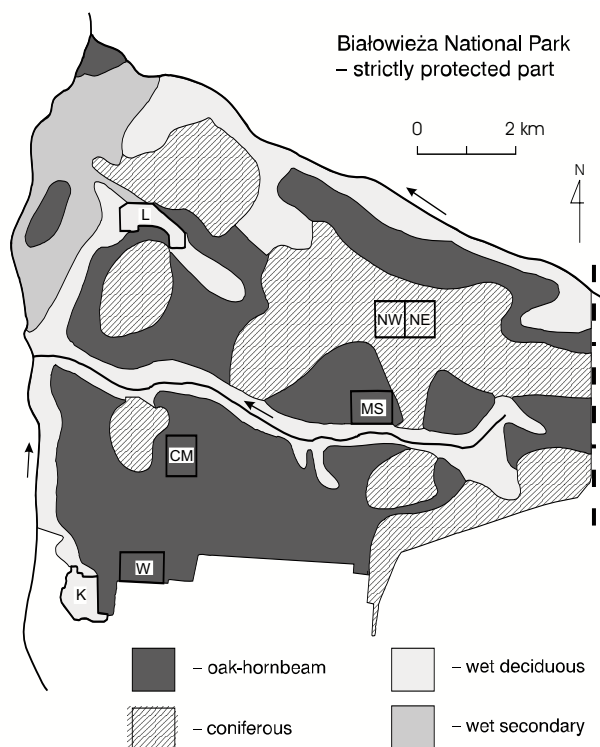 Białowieża National Park
– strictly protected part
0 2 km
N
L
NW NE
MS
CM
W
K
– oak-hornbeam
– wet deciduous
– coniferous
– wet secondary